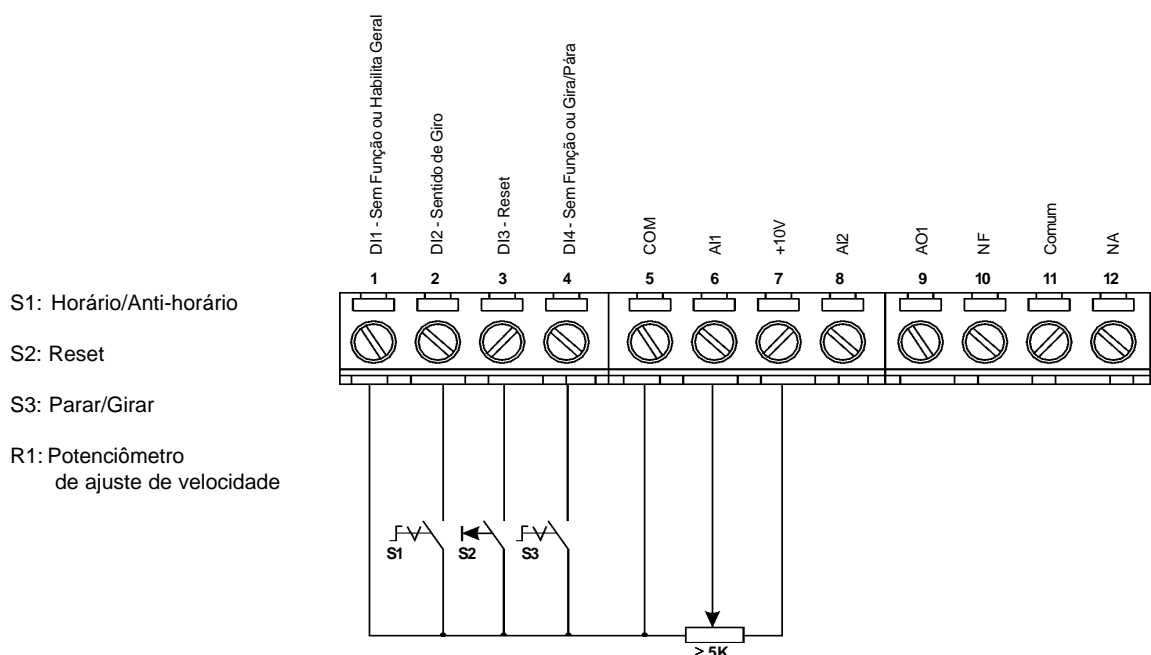 DI1 - Sem Função ou Habilita Geral
DI2 - Sentido de Giro
DI3 - Reset
DI4 - Sem Função ou Gira/Pára
COM
AI1
+10V
AI2
AO1
NF
Comum
NA
1 2 3 4 5 6 7 8 9 10 11 12
S1: Horário/Anti-horário
S2: Reset
S3: Parar/Girar
R1: Potenciômetro
de ajuste de velocidade
S1 S2 S3
≥ 5K